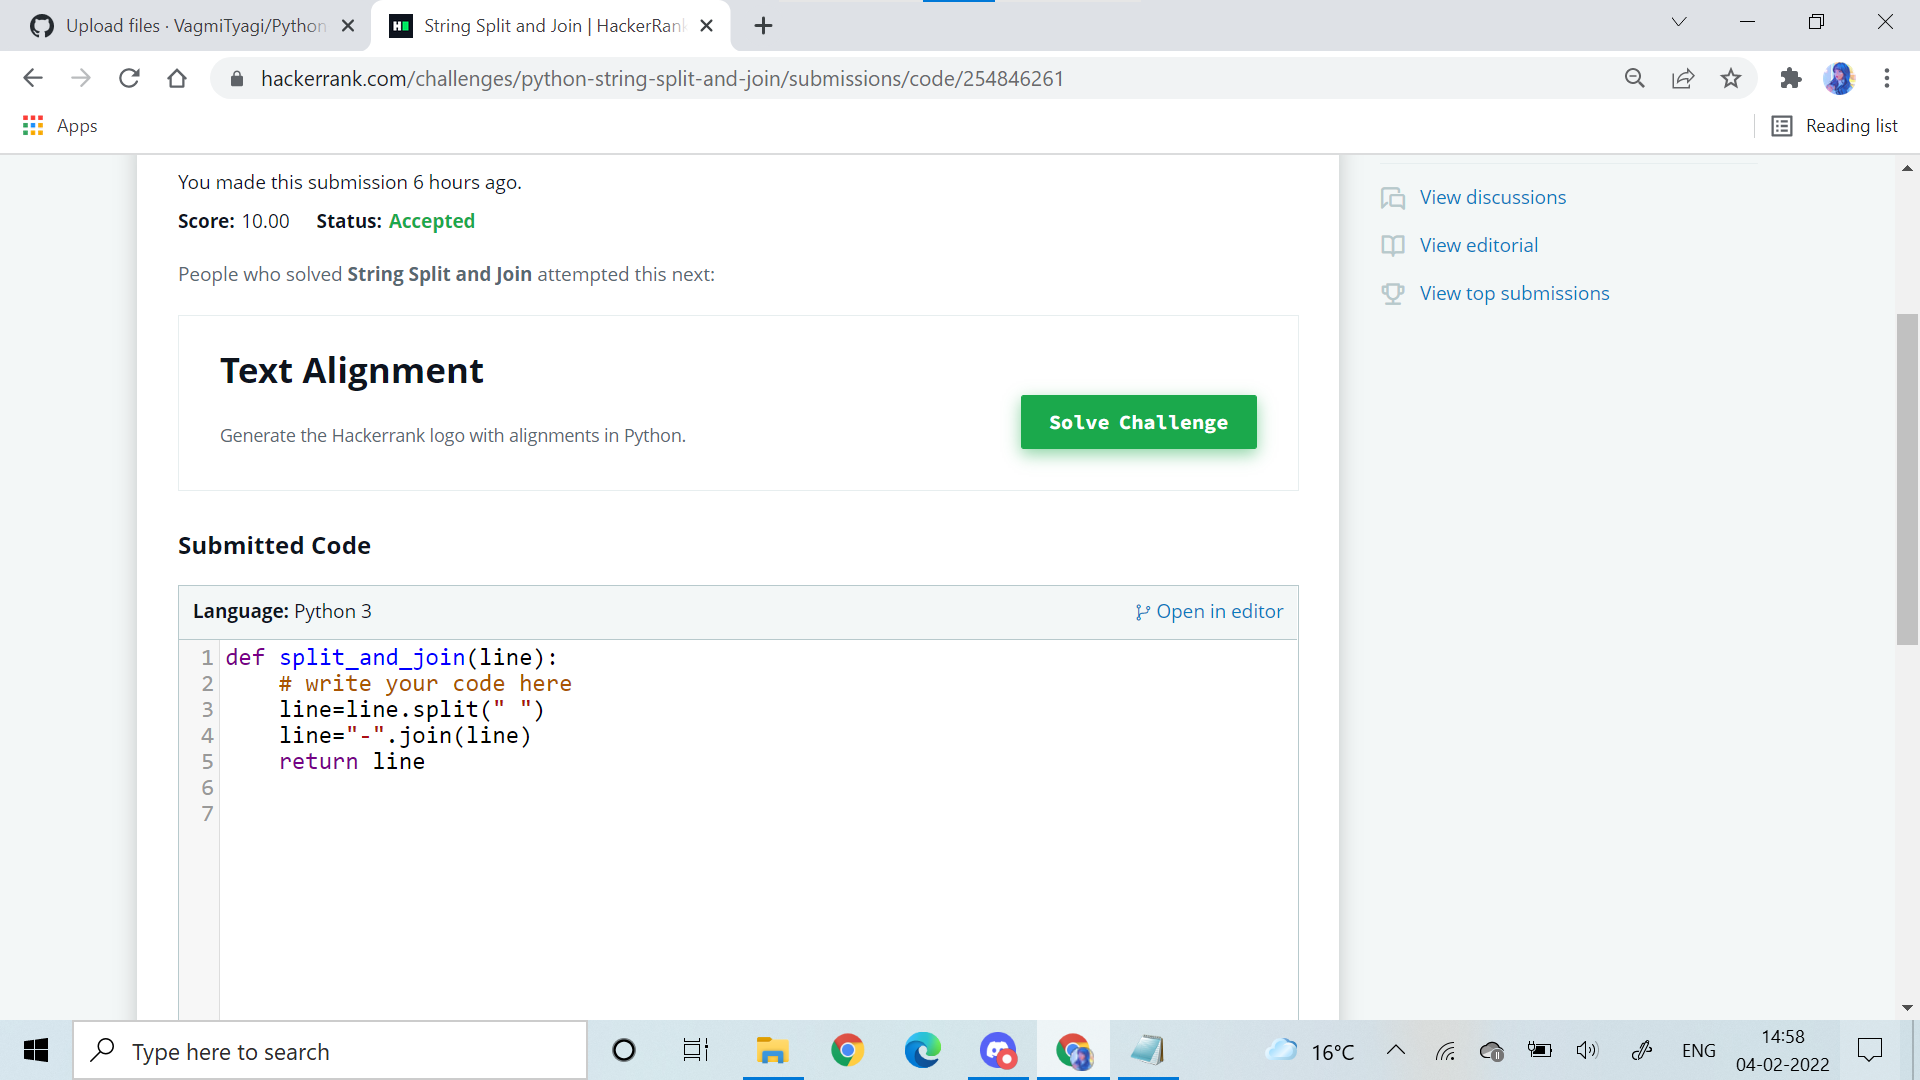 Upload files · VagmiTyagi/Python
String Split and Join | HackerRank
hackerrank.com/challenges/python-string-split-and-join/submissions/code/254846261
Apps
Reading list
You made this submission 6 hours ago.
Score: 10.00 Status: Accepted
People who solved String Split and Join attempted this next:
Text Alignment
Generate the Hackerrank logo with alignments in Python.
Solve Challenge
View discussions
View editorial
View top submissions
Submitted Code
Language: Python 3
Open in editor
1 def split_and_join(line):
2     # write your code here
3     line=line.split(" ")
4     line="-".join(line)
5     return line
6
7
Type here to search
16°C
ENG
14:58
04-02-2022